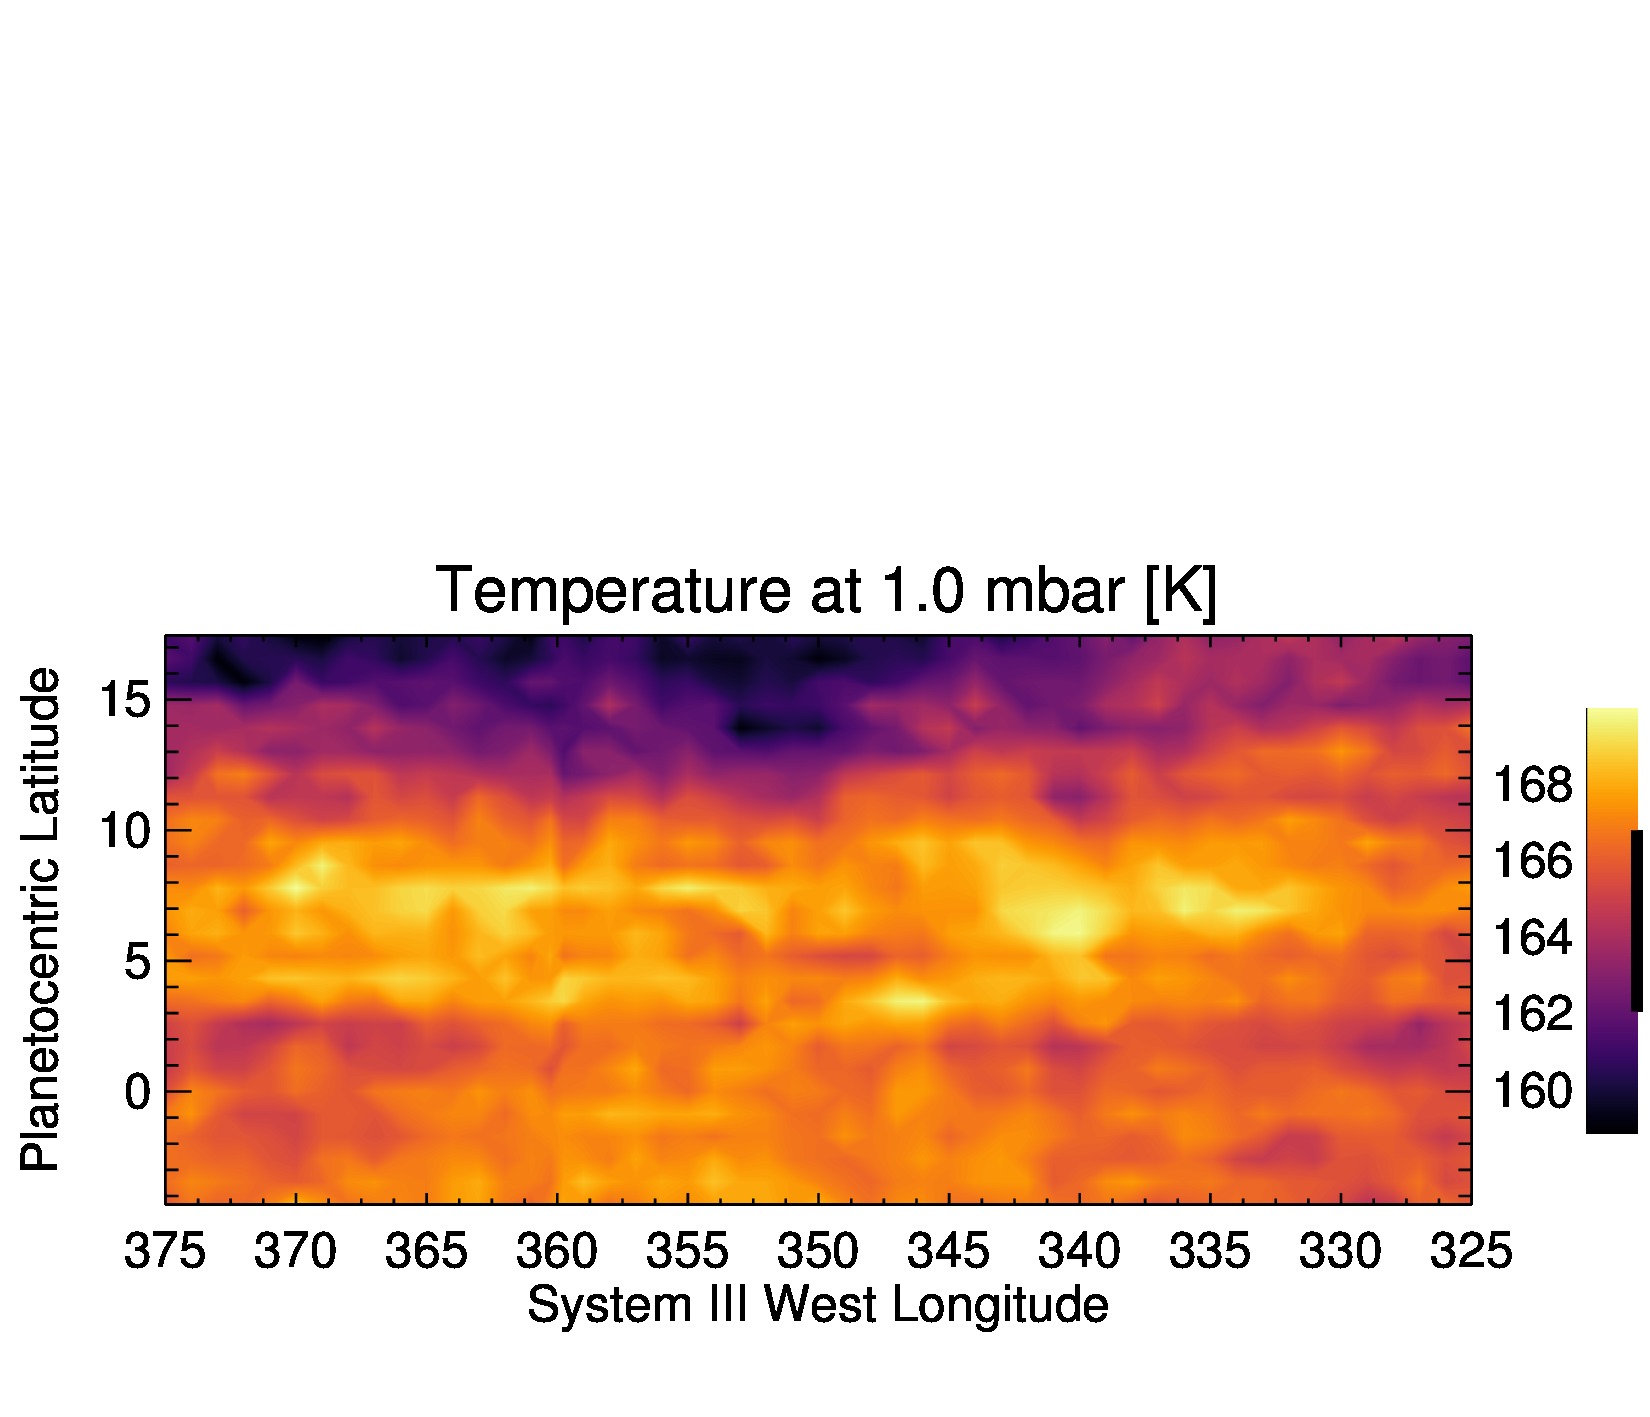 Temperature at 1.0 mbar [K]
Planetocentric Latitude
15
10
5
0
375 370 365 360 355 350 345 340 335 330 325
System III West Longitude
168
166
164
162
160